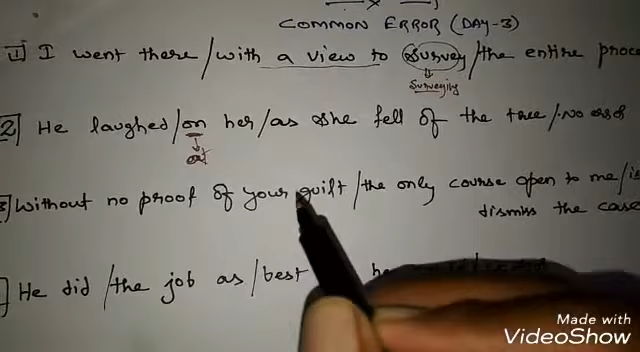 COMMON ERROR (DAY-3)
1) I went there / with a view to survey / the entire
surveying
2] He laughed / on her / as she fell of the tree /. No
at
3] Without no proof of your guilt / the only course open to me / is
dismiss the case
] He did / the job as / best
Made with
VideoShow